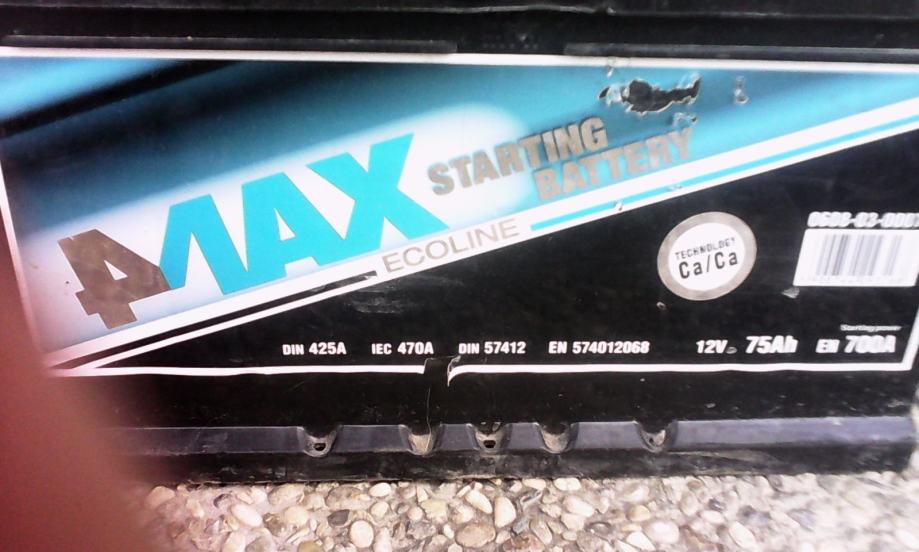 4MAX
STARTING
BATTERY
ECOLINE
TECHNOLOGY
Ca/Ca
DIN 425A IEC 470A DIN 57412 EN 574012068 12V 75Ah EN 700A
Starting power